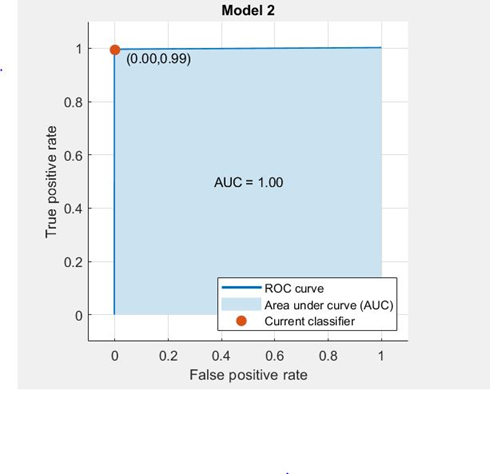 Model 2
1
(0.00,0.99)
0.8
0.6
AUC = 1.00
0.4
0.2
0
True positive rate
ROC curve
Area under curve (AUC)
Current classifier
0 0.2 0.4 0.6 0.8 1
False positive rate